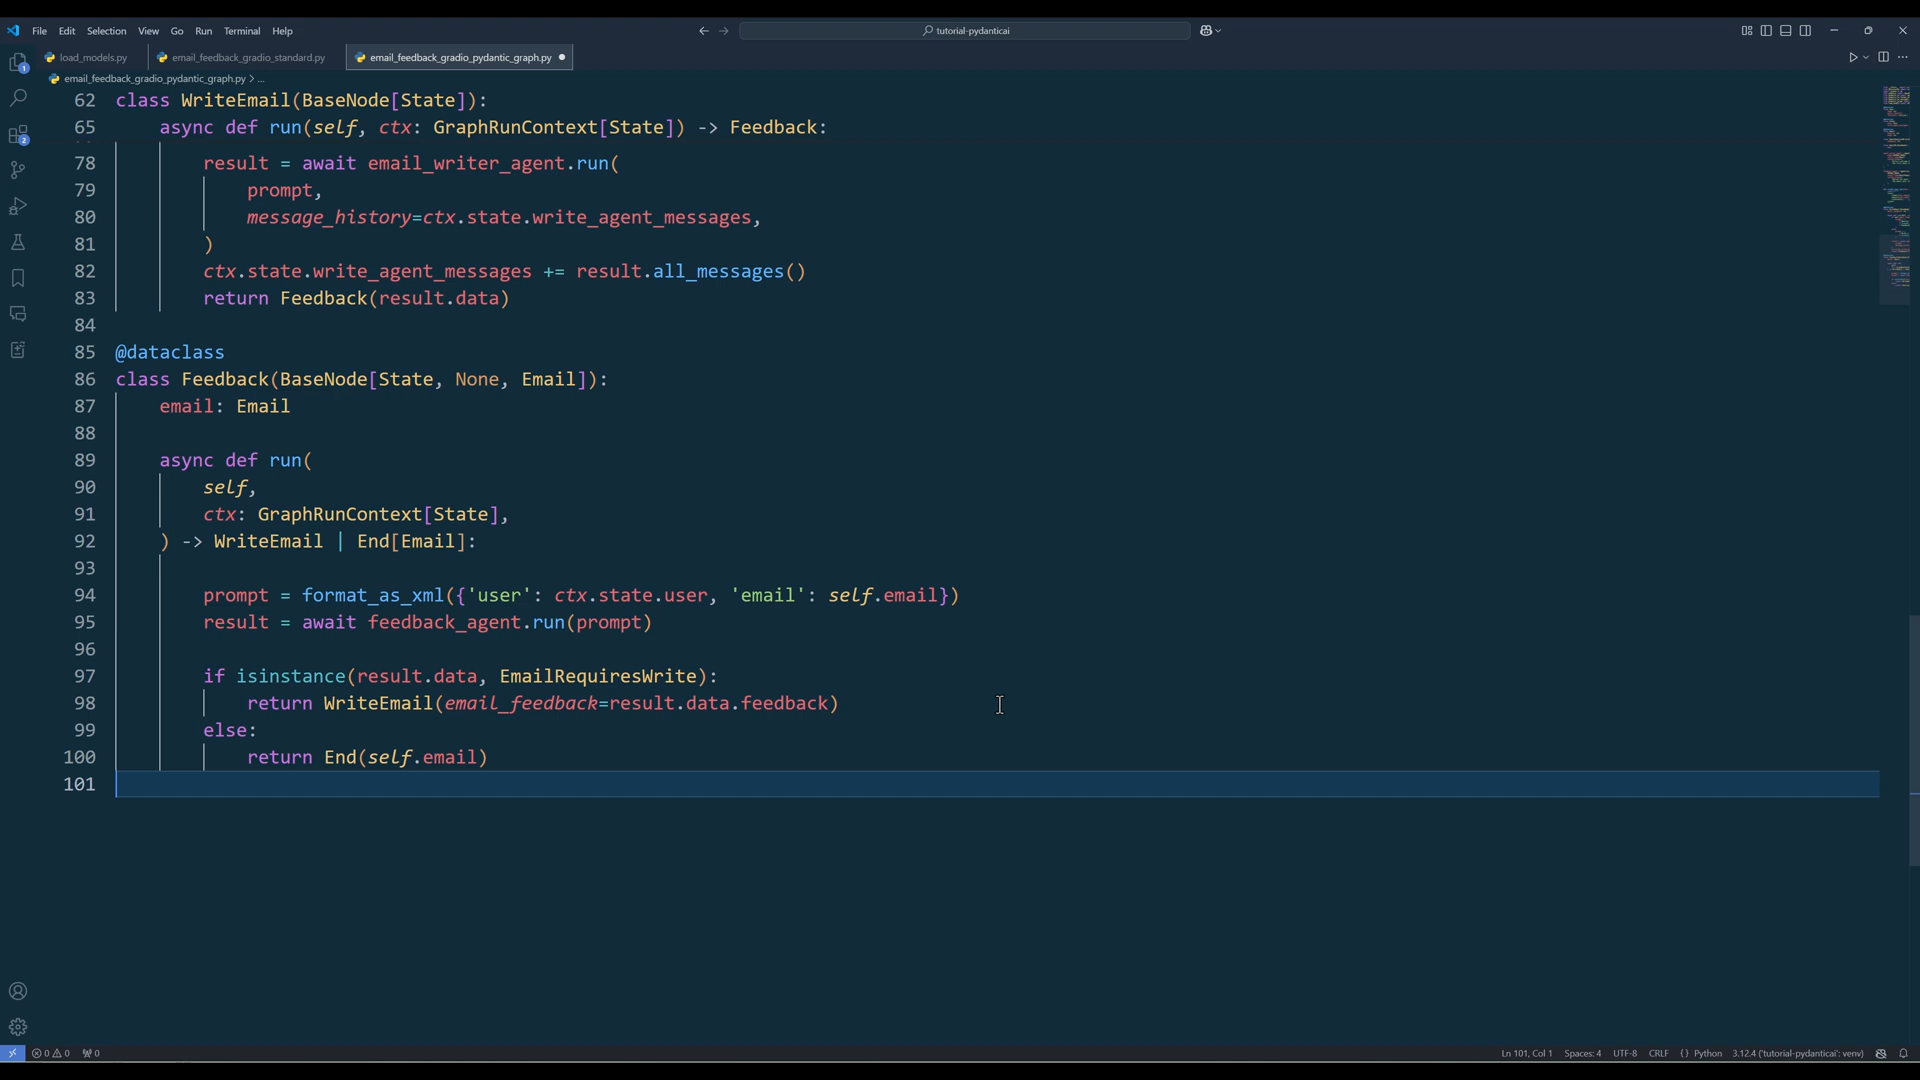 File Edit Selection View Go Run Terminal Help
tutorial-pydanticai
load_models.py email_feedback_gradio_standard.py email_feedback_gradio_pydantic_graph.py
email_feedback_gradio_pydantic_graph.py > ...
62 class WriteEmail(BaseNode[State]):
65 async def run(self, ctx: GraphRunContext[State]) -> Feedback:
78 result = await email_writer_agent.run(
79 prompt,
80 message_history=ctx.state.write_agent_messages,
81 )
82 ctx.state.write_agent_messages += result.all_messages()
83 return Feedback(result.data)
84
85 @dataclass
86 class Feedback(BaseNode[State, None, Email]):
87 email: Email
88
89 async def run(
90 self,
91 ctx: GraphRunContext[State],
92 ) -> WriteEmail | End[Email]:
93
94 prompt = format_as_xml({'user': ctx.state.user, 'email': self.email})
95 result = await feedback_agent.run(prompt)
96
97 if isinstance(result.data, EmailRequiresWrite):
98 return WriteEmail(email_feedback=result.data.feedback)
99 else:
100 return End(self.email)
101
1
2
0 0 0 Ln 101, Col 1 Spaces: 4 UTF-8 CRLF {} Python 3.12.4 ('tutorial-pydanticai': venv)